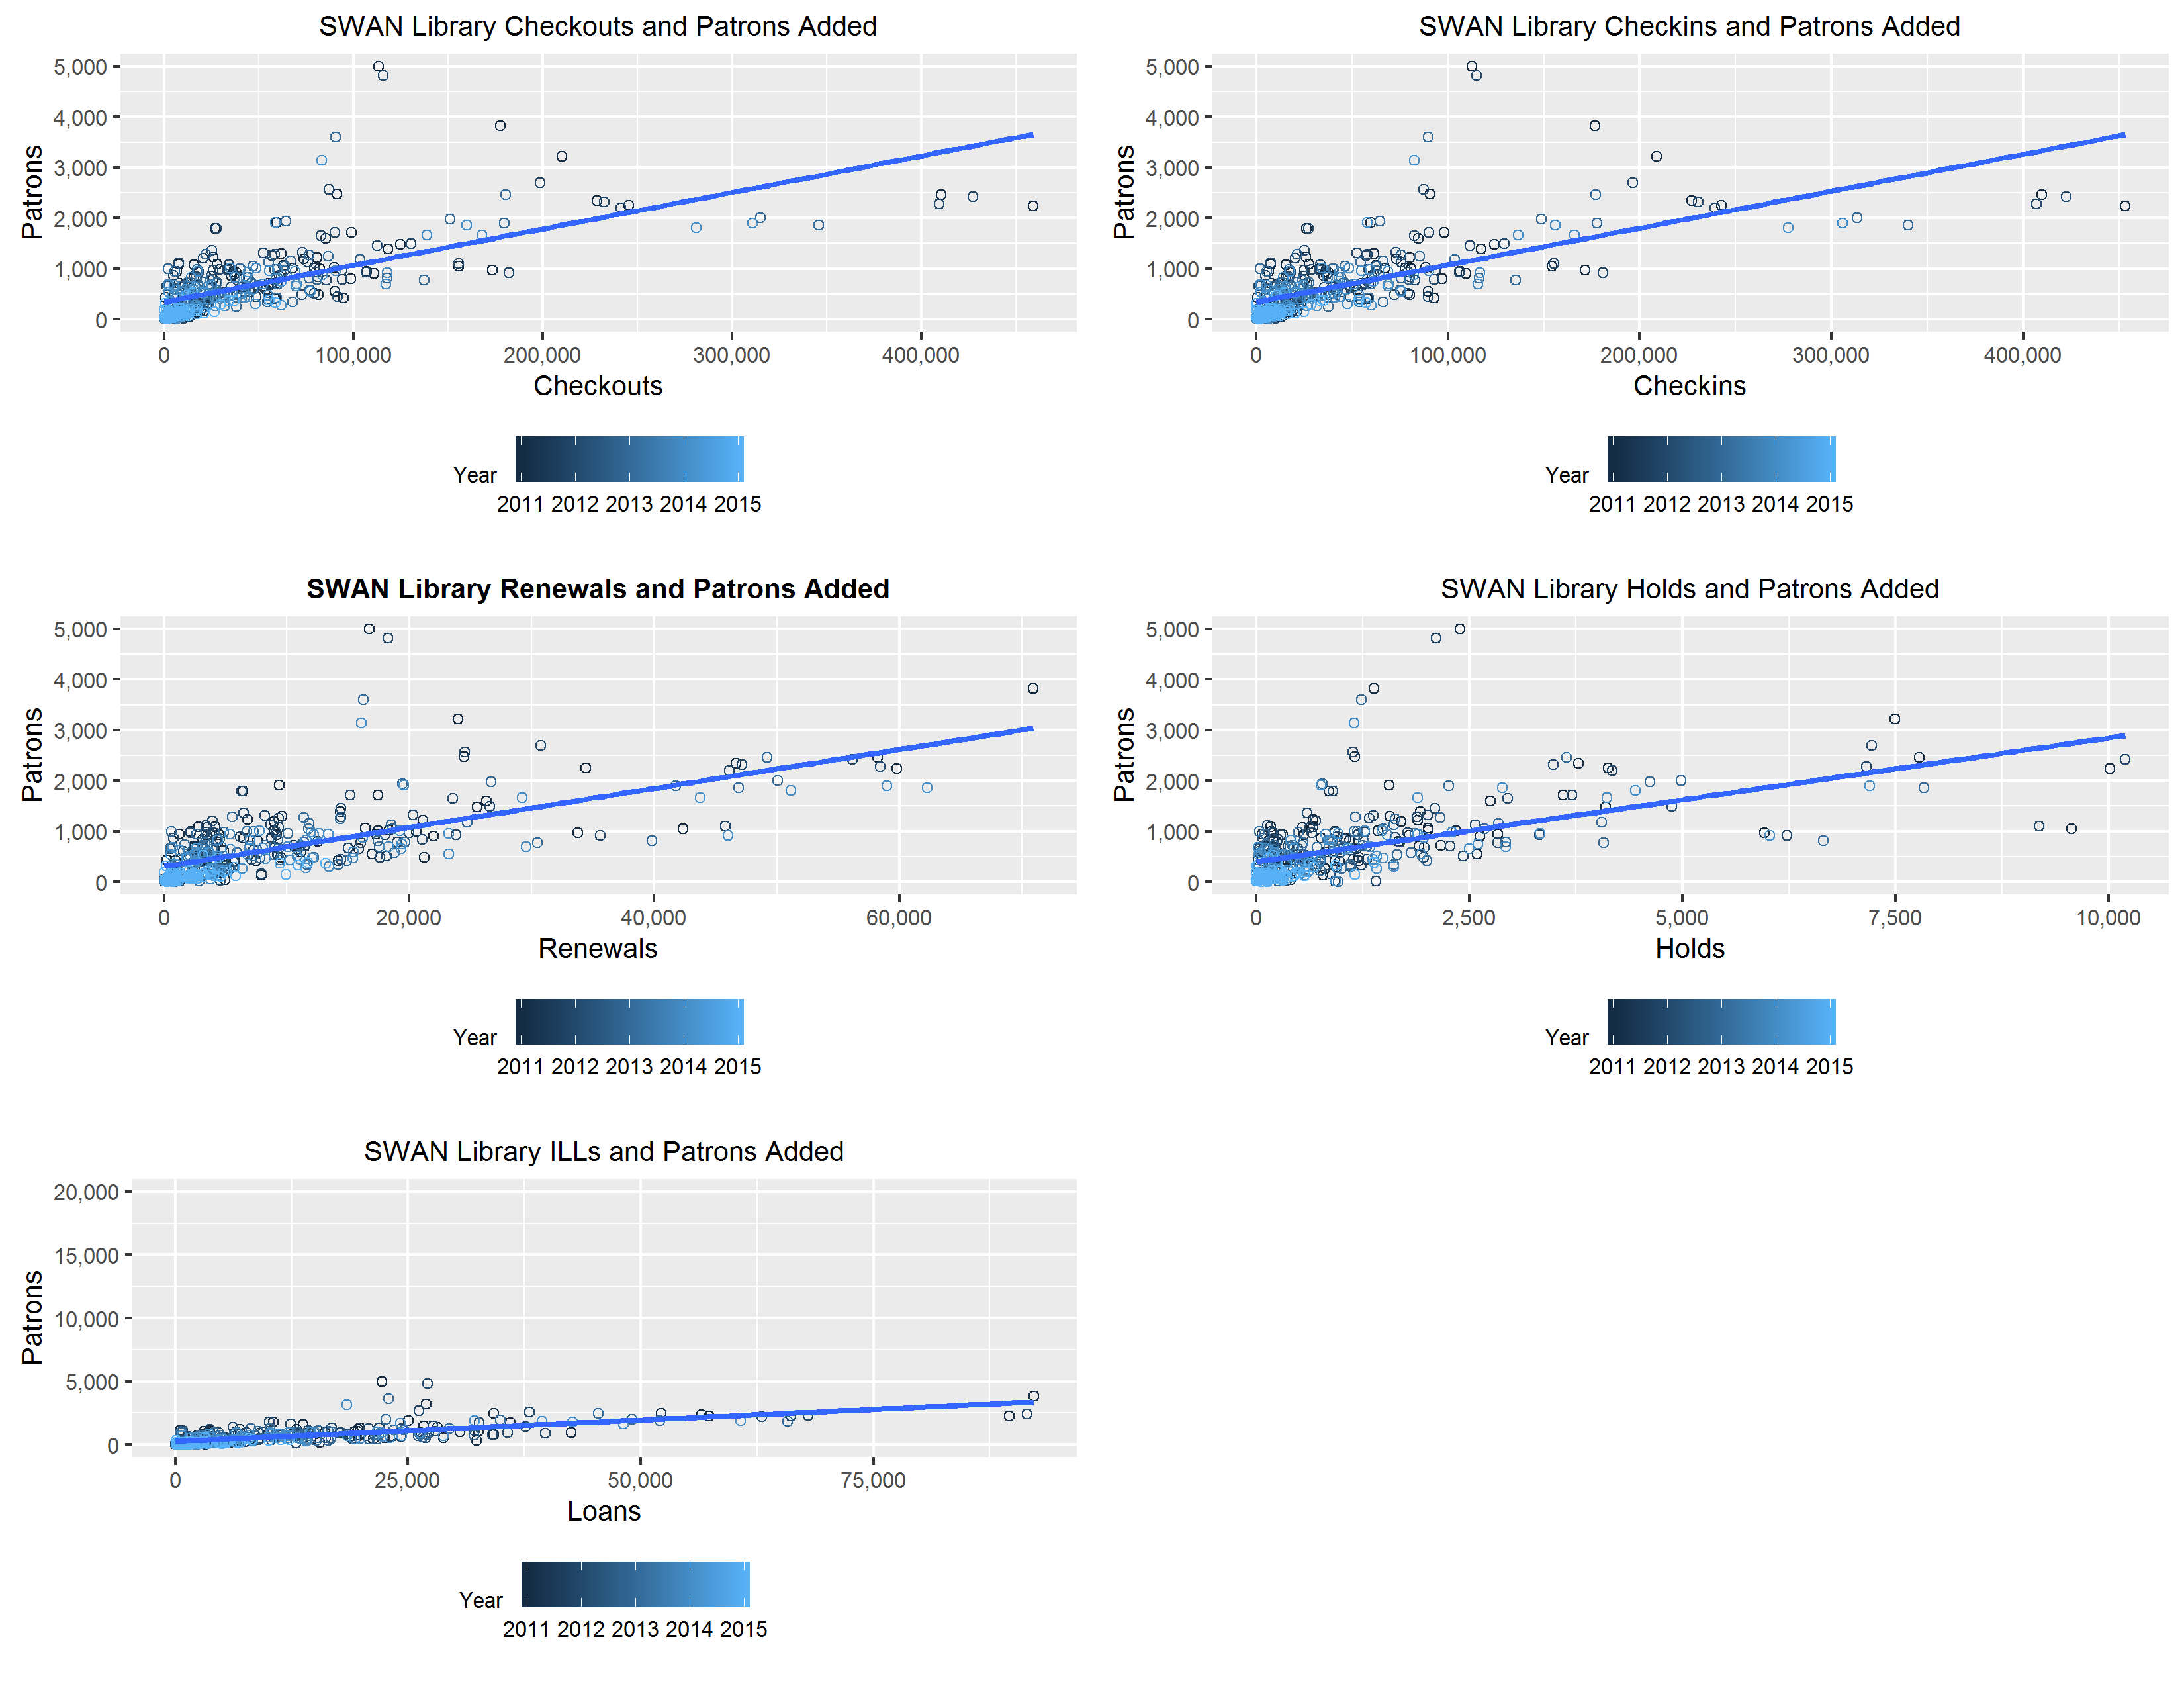 SWAN Library Checkouts and Patrons Added
Patrons
5,000
4,000
3,000
2,000
1,000
0
0 100,000 200,000 300,000 400,000
Checkouts
Year
2011 2012 2013 2014 2015
SWAN Library Checkins and Patrons Added
Patrons
5,000
4,000
3,000
2,000
1,000
0
0 100,000 200,000 300,000 400,000
Checkins
Year
2011 2012 2013 2014 2015
SWAN Library Renewals and Patrons Added
Patrons
5,000
4,000
3,000
2,000
1,000
0
0 20,000 40,000 60,000
Renewals
Year
2011 2012 2013 2014 2015
SWAN Library Holds and Patrons Added
Patrons
5,000
4,000
3,000
2,000
1,000
0
0 2,500 5,000 7,500 10,000
Holds
Year
2011 2012 2013 2014 2015
SWAN Library ILLs and Patrons Added
Patrons
20,000
15,000
10,000
5,000
0
0 25,000 50,000 75,000
Loans
Year
2011 2012 2013 2014 2015